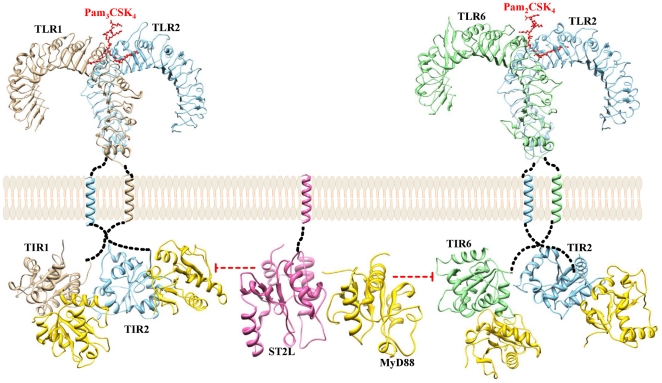 Pam₃CSK₄
TLR1
TLR2
Pam₂CSK₄
TLR6
TLR2
TIR1
TIR2
ST2L
MyD88
TIR6
TIR2